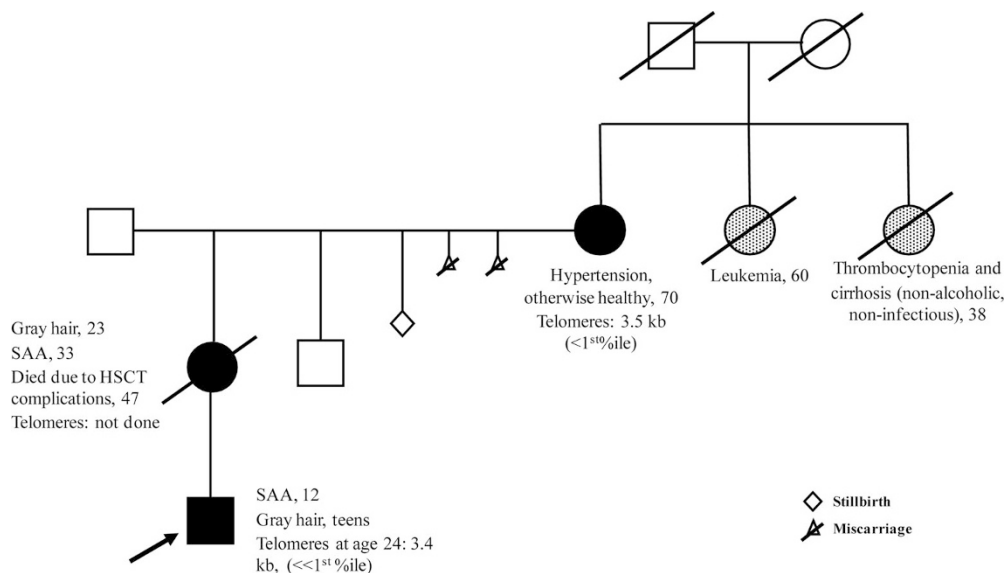 Hypertension,
otherwise healthy, 70
Telomeres: 3.5 kb
(<1st%ile)
Leukemia, 60
Thrombocytopenia and
cirrhosis (non-alcoholic,
non-infectious), 38
Gray hair, 23
SAA, 33
Died due to HSCT
complications, 47
Telomeres: not done
SAA, 12
Gray hair, teens
Telomeres at age 24: 3.4
kb, (<<1st %ile)
Stillbirth
Miscarriage